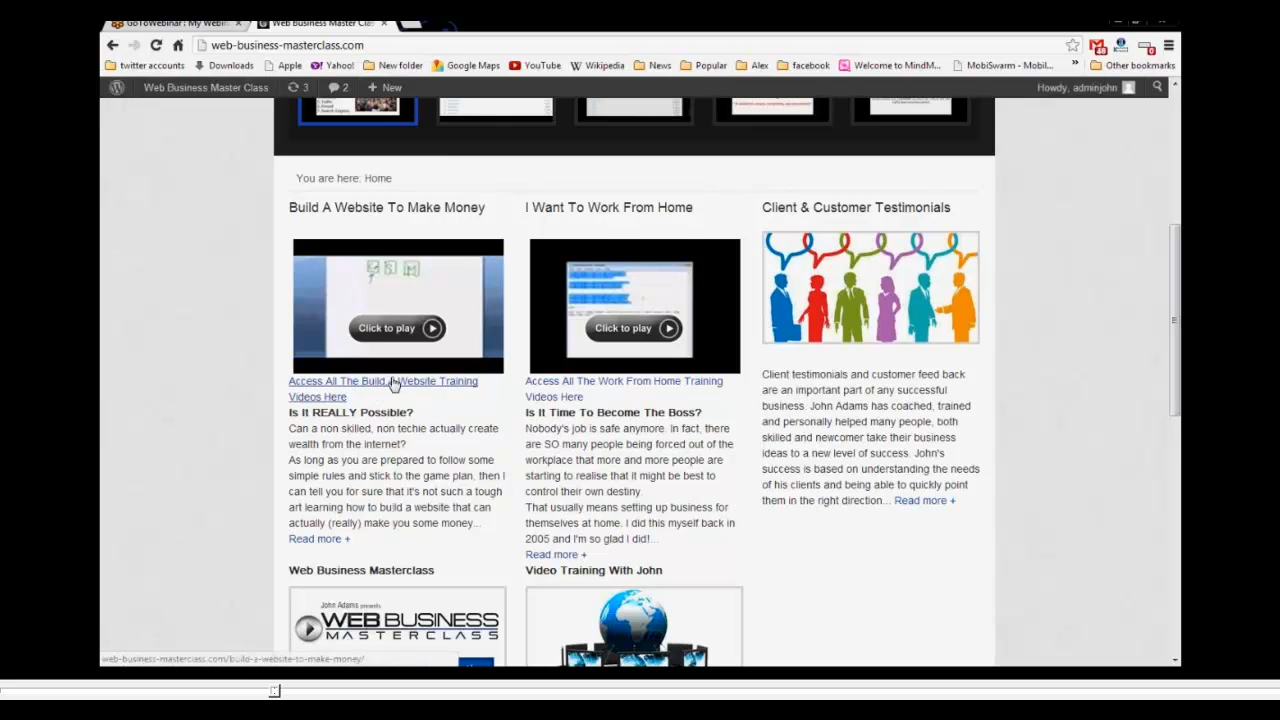 GoToWebinar : My Webin
Web Business Master Clas
web-business-masterclass.com
48
0
twitter accounts Downloads Apple Yahoo! New folder Google Maps YouTube Wikipedia News Popular Alex facebook Welcome to MindM... MobiSwarm - Mobil... » Other bookmarks
Web Business Master Class 3 2 + New Howdy, adminjohn
You are here: Home
Build A Website To Make Money
Click to play
Access All The Build A Website Training
Videos Here
Is It REALLY Possible?
Can a non skilled, non techie actually create
wealth from the internet?
As long as you are prepared to follow some
simple rules and stick to the game plan, then I
can tell you for sure that it's not such a tough
art learning how to build a website that can
actually (really) make you some money...
Read more +
Web Business Masterclass
John Adams presents
WEB BUSINESS
MASTERCLASS
I Want To Work From Home
Click to play
Access All The Work From Home Training
Videos Here
Is It Time To Become The Boss?
Nobody's job is safe anymore. In fact, there
are SO many people being forced out of the
workplace that more and more people are
starting to realise that it might be best to
control their own destiny.
That usually means setting up business for
themselves at home. I did this myself back in
2005 and I'm so glad I did!...
Read more +
Video Training With John
Client & Customer Testimonials
Client testimonials and customer feed back
are an important part of any successful
business. John Adams has coached, trained
and personally helped many people, both
skilled and newcomer take their business
ideas to a new level of success. John's
success is based on understanding the needs
of his clients and being able to quickly point
them in the right direction... Read more +
web-business-masterclass.com/build-a-website-to-make-money/